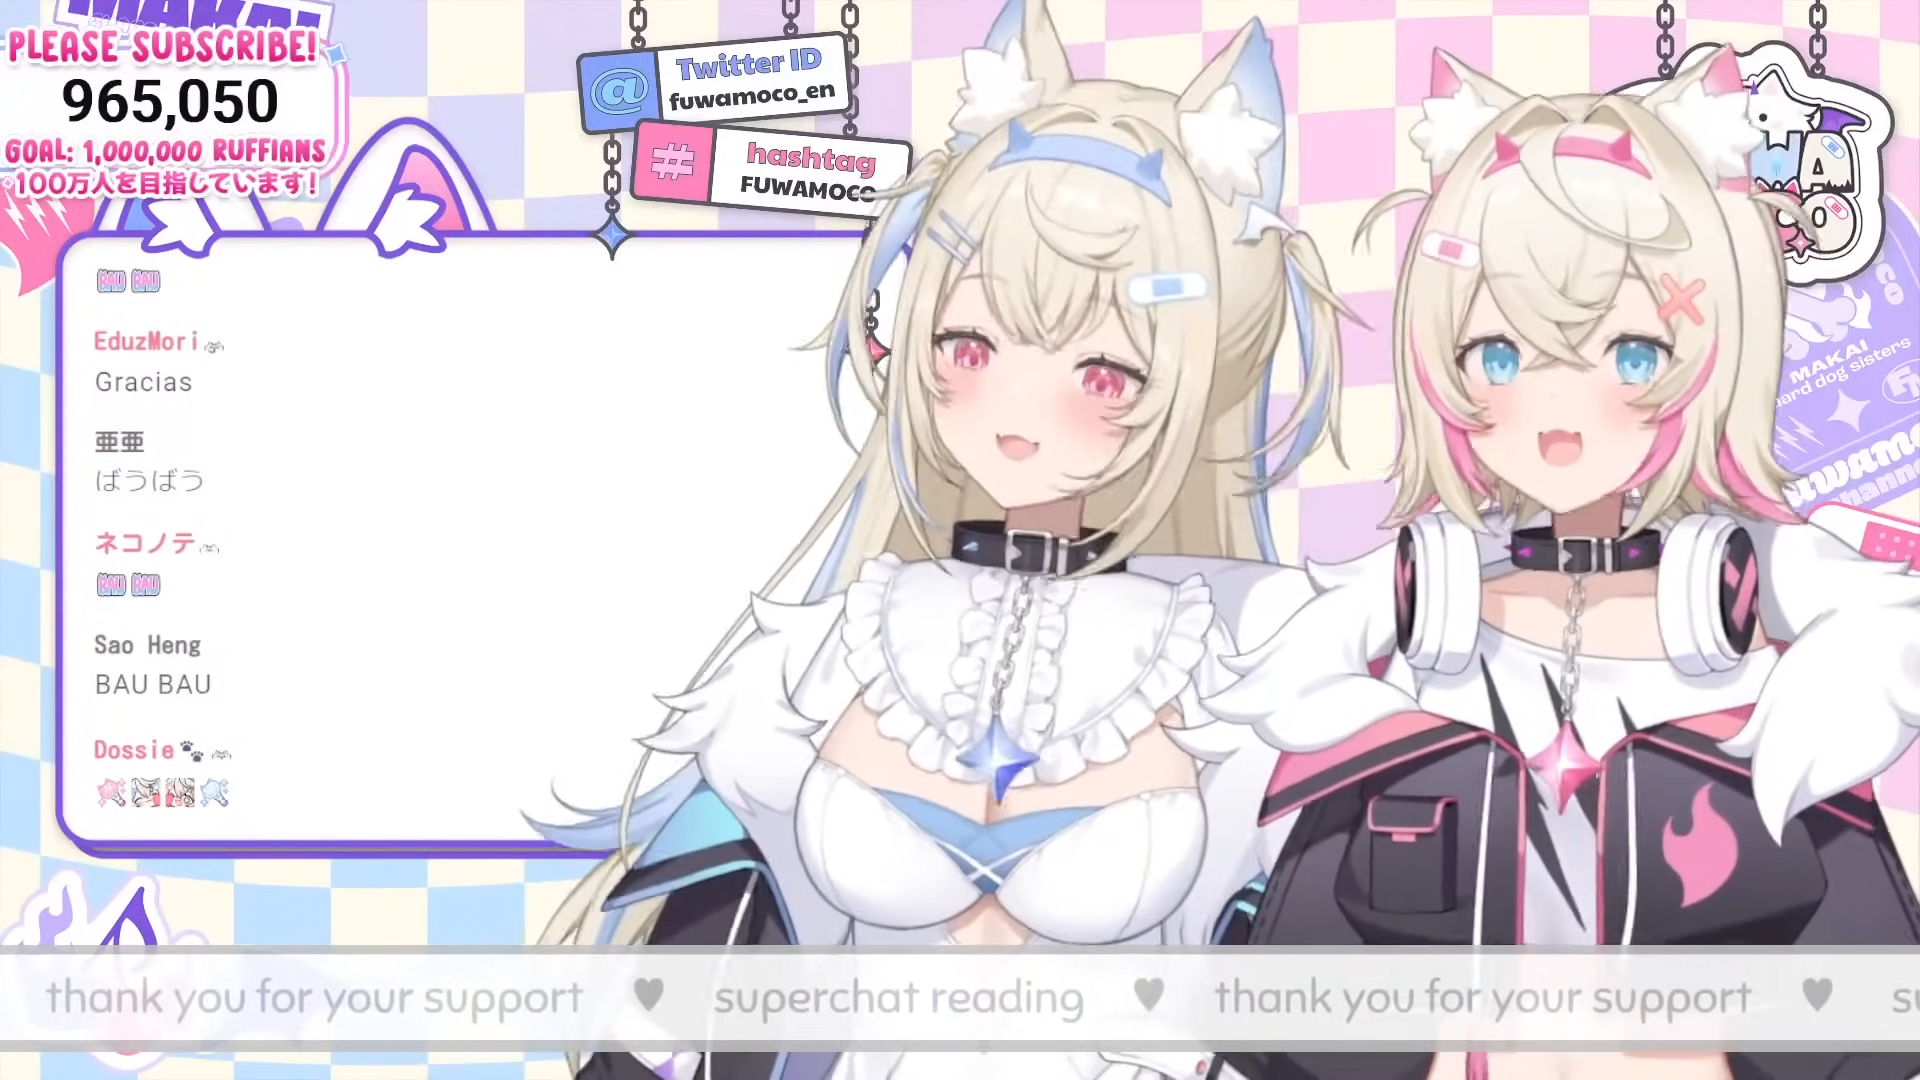 PLEASE SUBSCRIBE!
965,050
GOAL: 1,000,000 RUFFIANS
100万人を目指しています!
@ Twitter ID
fuwamoco_en
# hashtag
FUWAMOCO
BAU BAU
EduzMori
Gracias
亜亜
ばうばう
ネコノテ
BAU BAU
Sao Heng
BAU BAU
Dossie
MAKAI
hard dog sisters
thank you for your support ♥ superchat reading ♥ thank you for your support ♥